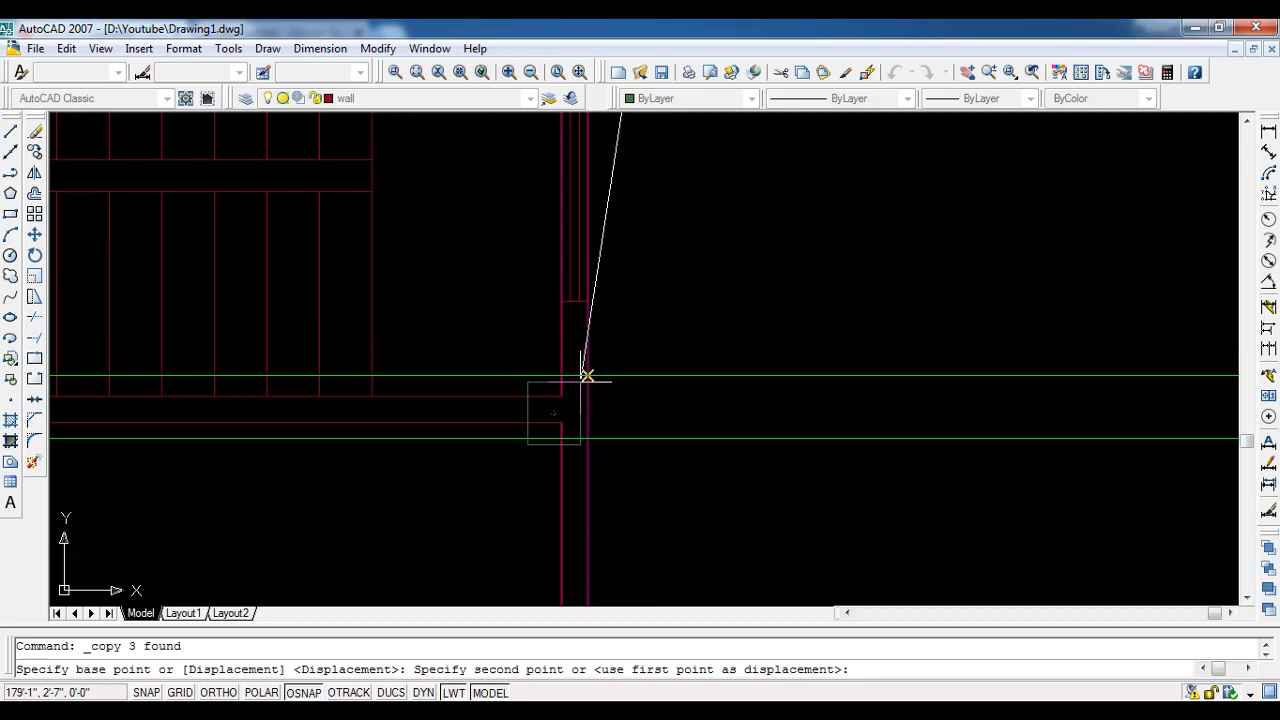 AutoCAD 2007 - [D:\Youtube\Drawing1.dwg]
File Edit View Insert Format Tools Draw Dimension Modify Window Help
AutoCAD Classic wall ByLayer ByLayer ByLayer ByColor
A
Y
X
Model Layout1 Layout2
Command: _copy 3 found
Specify base point or [Displacement] <Displacement>: Specify second point or <use first point as displacement>:
179'-1", 2'-7", 0'-0" SNAP GRID ORTHO POLAR OSNAP OTRACK DUCS DYN LWT MODEL